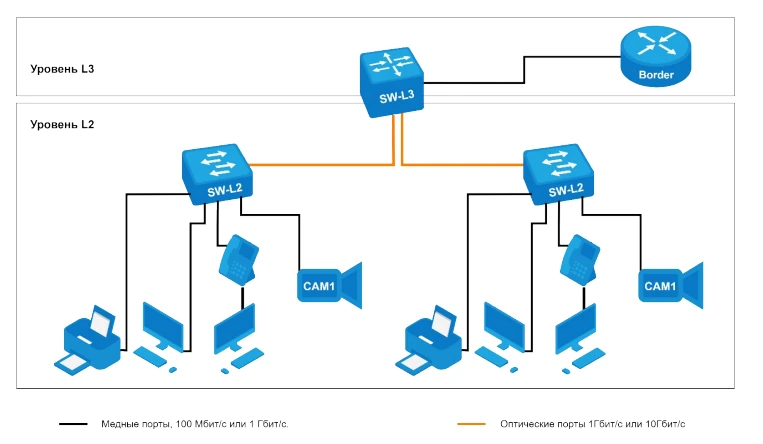 Уровень L3
SW-L3
Border
Уровень L2
SW-L2
SW-L2
CAM1
CAM1
Медные порты, 100 Мбит/с или 1 Гбит/с.
Оптические порты 1Гбит/с или 10Гбит/с